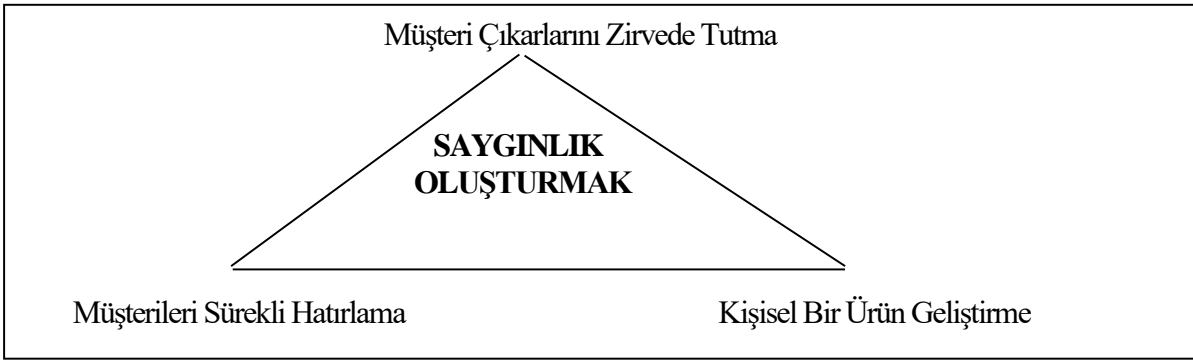 Müşteri Çıkarlarını Zirvede Tutma
SAYGINLIK
OLUŞTURMAK
Müşterileri Sürekli Hatırlama
Kişisel Bir Ürün Geliştirme